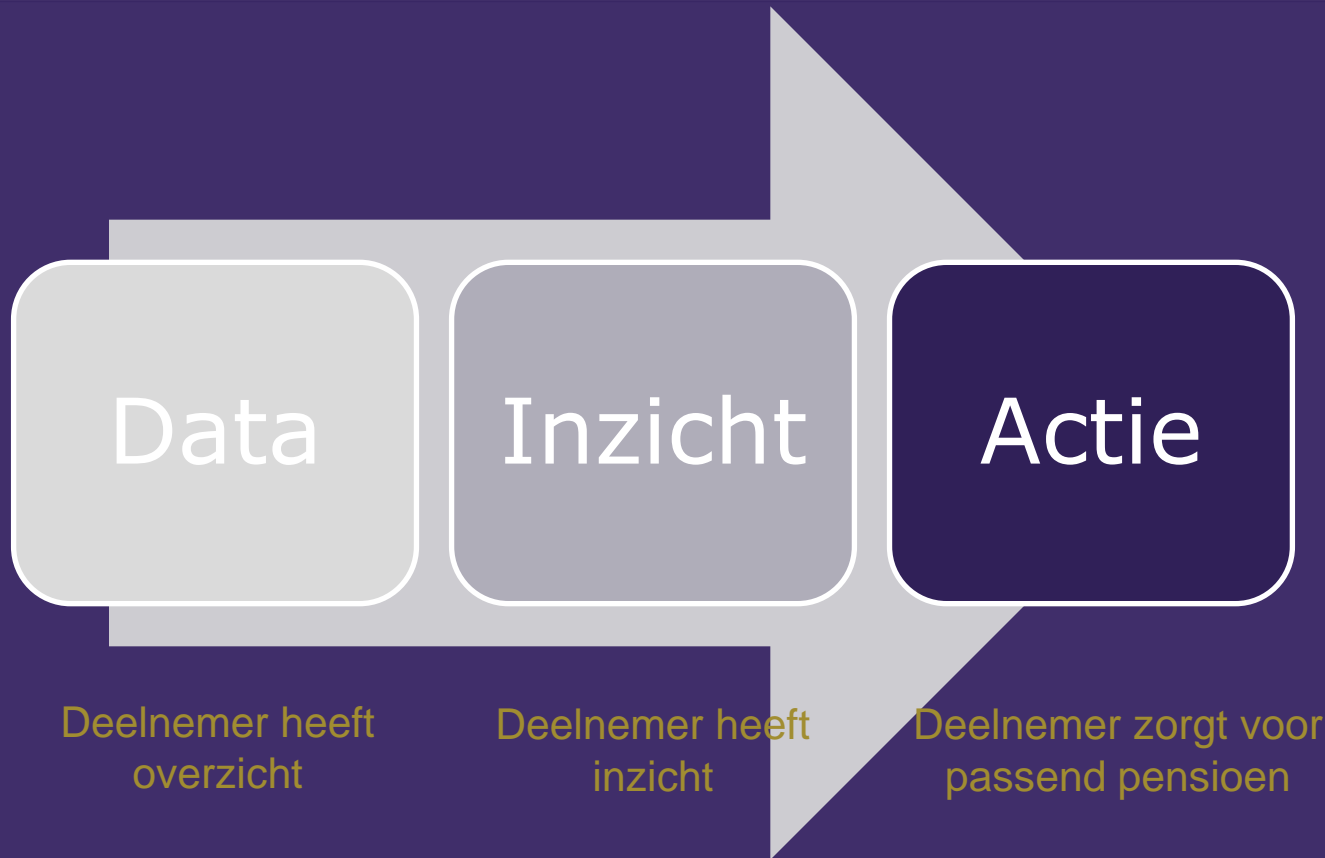 Data
Inzicht
Actie
Deelnemer heeft
overzicht
Deelnemer heeft
inzicht
Deelnemer zorgt voor
passend pensioen